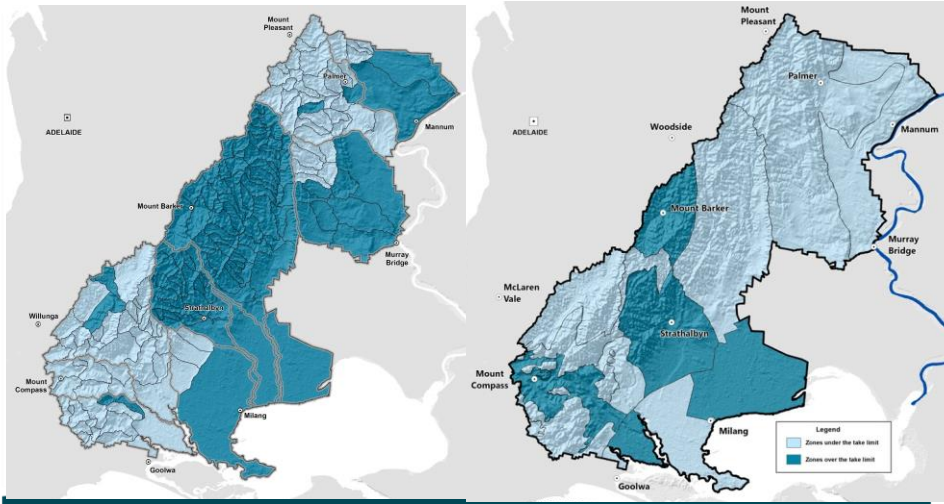 Mount
Pleasant
Palmer
ADELAIDE
Mannum
Mount Barker
Murray
Bridge
Strathalbyn
Willunga
Mount
Compass
Milang
Goolwa
Mount
Pleasant
Palmer
ADELAIDE
Woodside
Mannum
Mount Barker
Murray
Bridge
McLaren
Vale
Strathalbyn
Mount
Compass
Milang
Goolwa
Legend
Zones under the take limit
Zones over the take limit